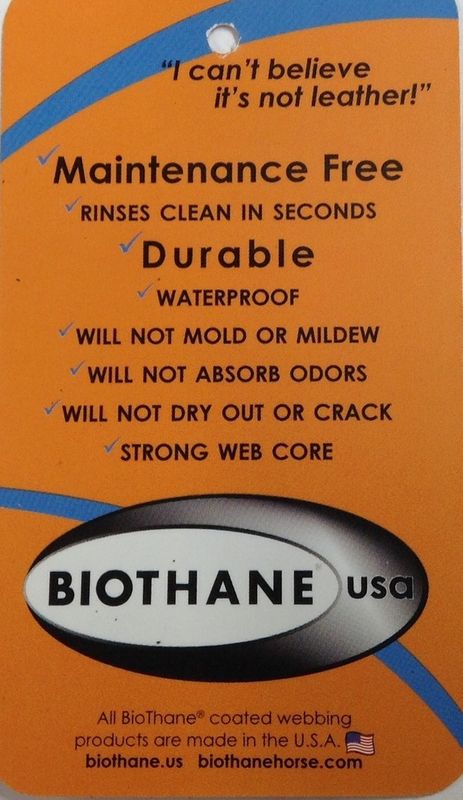 "I can't believe
it's not leather!"
Maintenance Free
RINSES CLEAN IN SECONDS
Durable
WATERPROOF
WILL NOT MOLD OR MILDEW
WILL NOT ABSORB ODORS
WILL NOT DRY OUT OR CRACK
STRONG WEB CORE
BIOTHANE usa
All BioThane® coated webbing
products are made in the U.S.A.
biothane.us biothanehorse.com